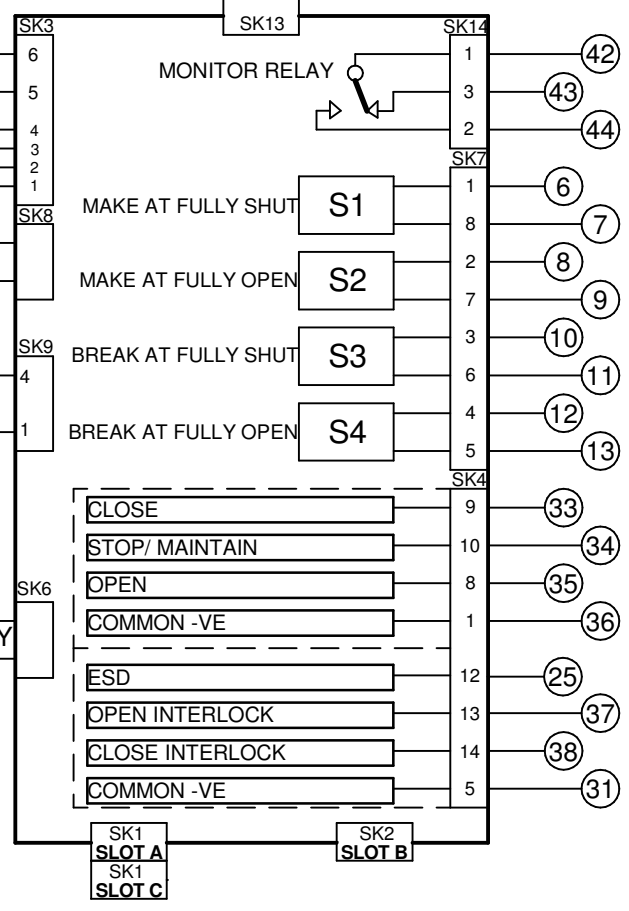 SK3
SK13
SK14
6
MONITOR RELAY
1
42
5
3
43
4
2
44
3
2
1
SK7
MAKE AT FULLY SHUT
S1
1
6
8
7
SK8
MAKE AT FULLY OPEN
S2
2
8
7
9
SK9
BREAK AT FULLY SHUT
S3
3
10
4
6
11
1
BREAK AT FULLY OPEN
S4
4
12
5
13
SK4
CLOSE
9
33
STOP/ MAINTAIN
10
34
SK6
OPEN
8
35
COMMON -VE
1
36
Y
ESD
12
25
OPEN INTERLOCK
13
37
CLOSE INTERLOCK
14
38
COMMON -VE
5
31
SK1
SLOT A
SK2
SLOT B
SK1
SLOT C